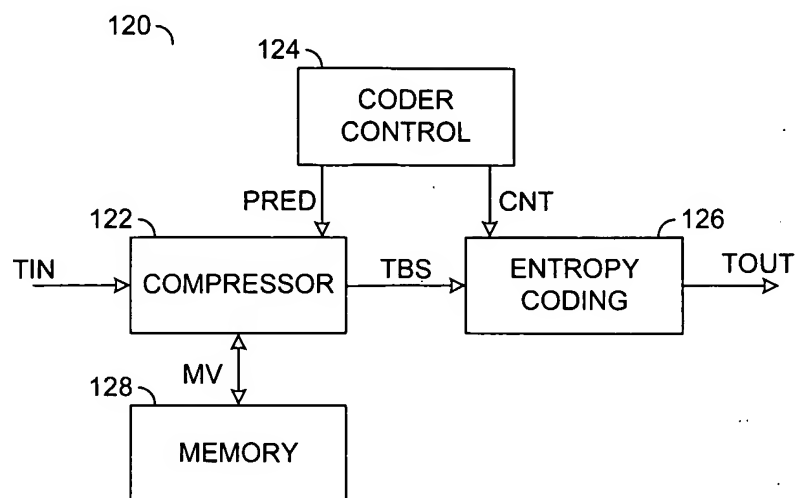 120
124
CODER
CONTROL
PRED
CNT
122
126
TIN
COMPRESSOR
TBS
ENTROPY
CODING
TOUT
MV
128
MEMORY